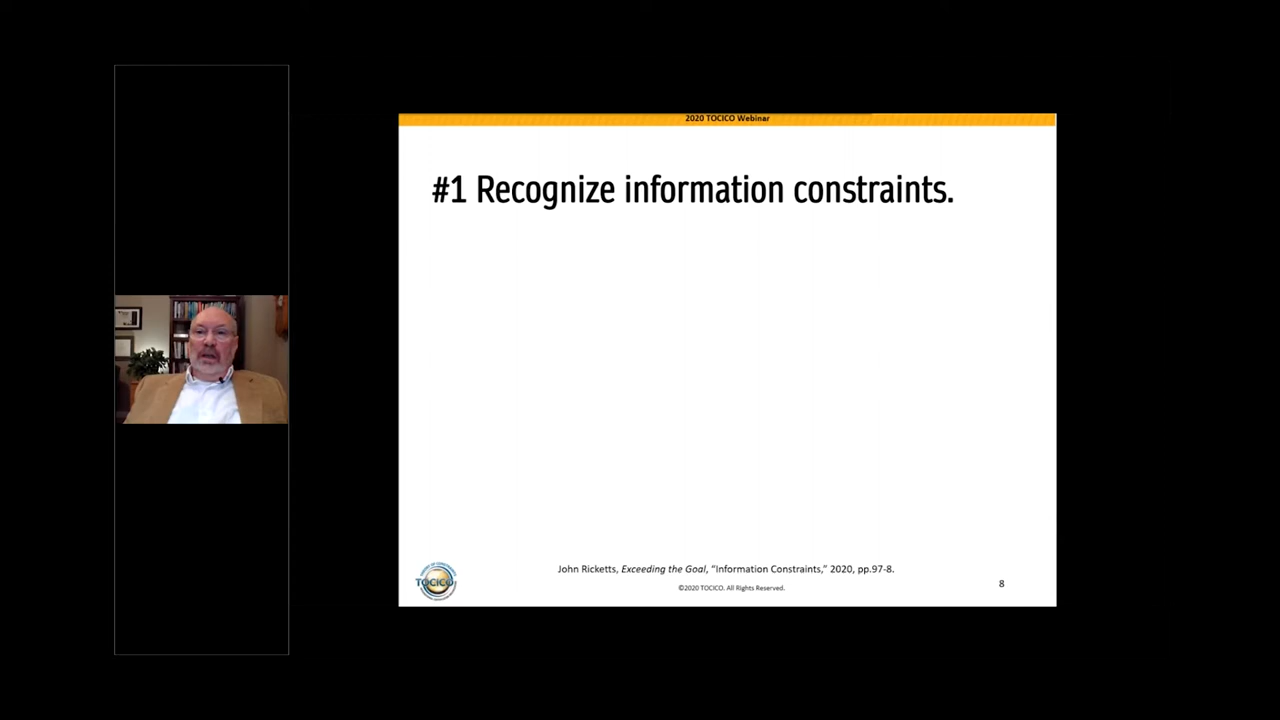 2020 TOCICO Webinar
#1 Recognize information constraints.
TOCICO
John Ricketts, Exceeding the Goal, “Information Constraints,” 2020, pp.97-8.
©2020 TOCICO. All Rights Reserved.
8